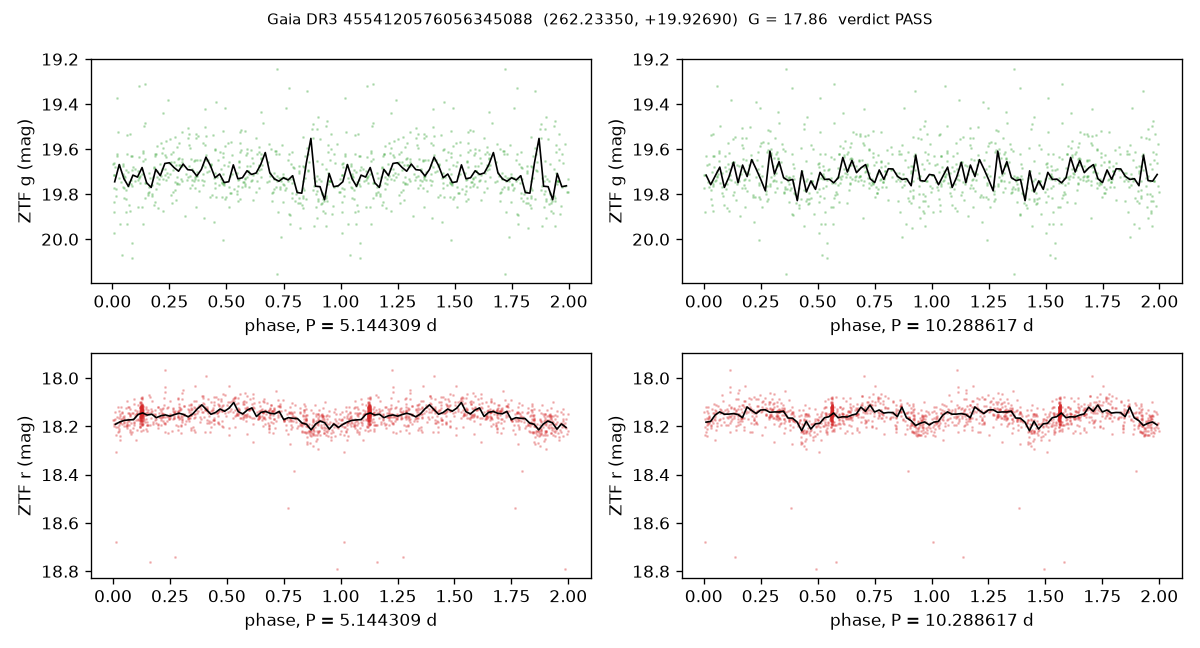 Gaia DR3 4554120576056345088 (262.23350, +19.92690) G = 17.86 verdict PASS
ZTF g (mag)
19.2
19.4
19.6
19.8
20.0
0.00 0.25 0.50 0.75 1.00 1.25 1.50 1.75 2.00
phase, P = 5.144309 d
ZTF g (mag)
19.2
19.4
19.6
19.8
20.0
0.00 0.25 0.50 0.75 1.00 1.25 1.50 1.75 2.00
phase, P = 10.288617 d
ZTF r (mag)
18.0
18.2
18.4
18.6
18.8
0.00 0.25 0.50 0.75 1.00 1.25 1.50 1.75 2.00
phase, P = 5.144309 d
ZTF r (mag)
18.0
18.2
18.4
18.6
18.8
0.00 0.25 0.50 0.75 1.00 1.25 1.50 1.75 2.00
phase, P = 10.288617 d